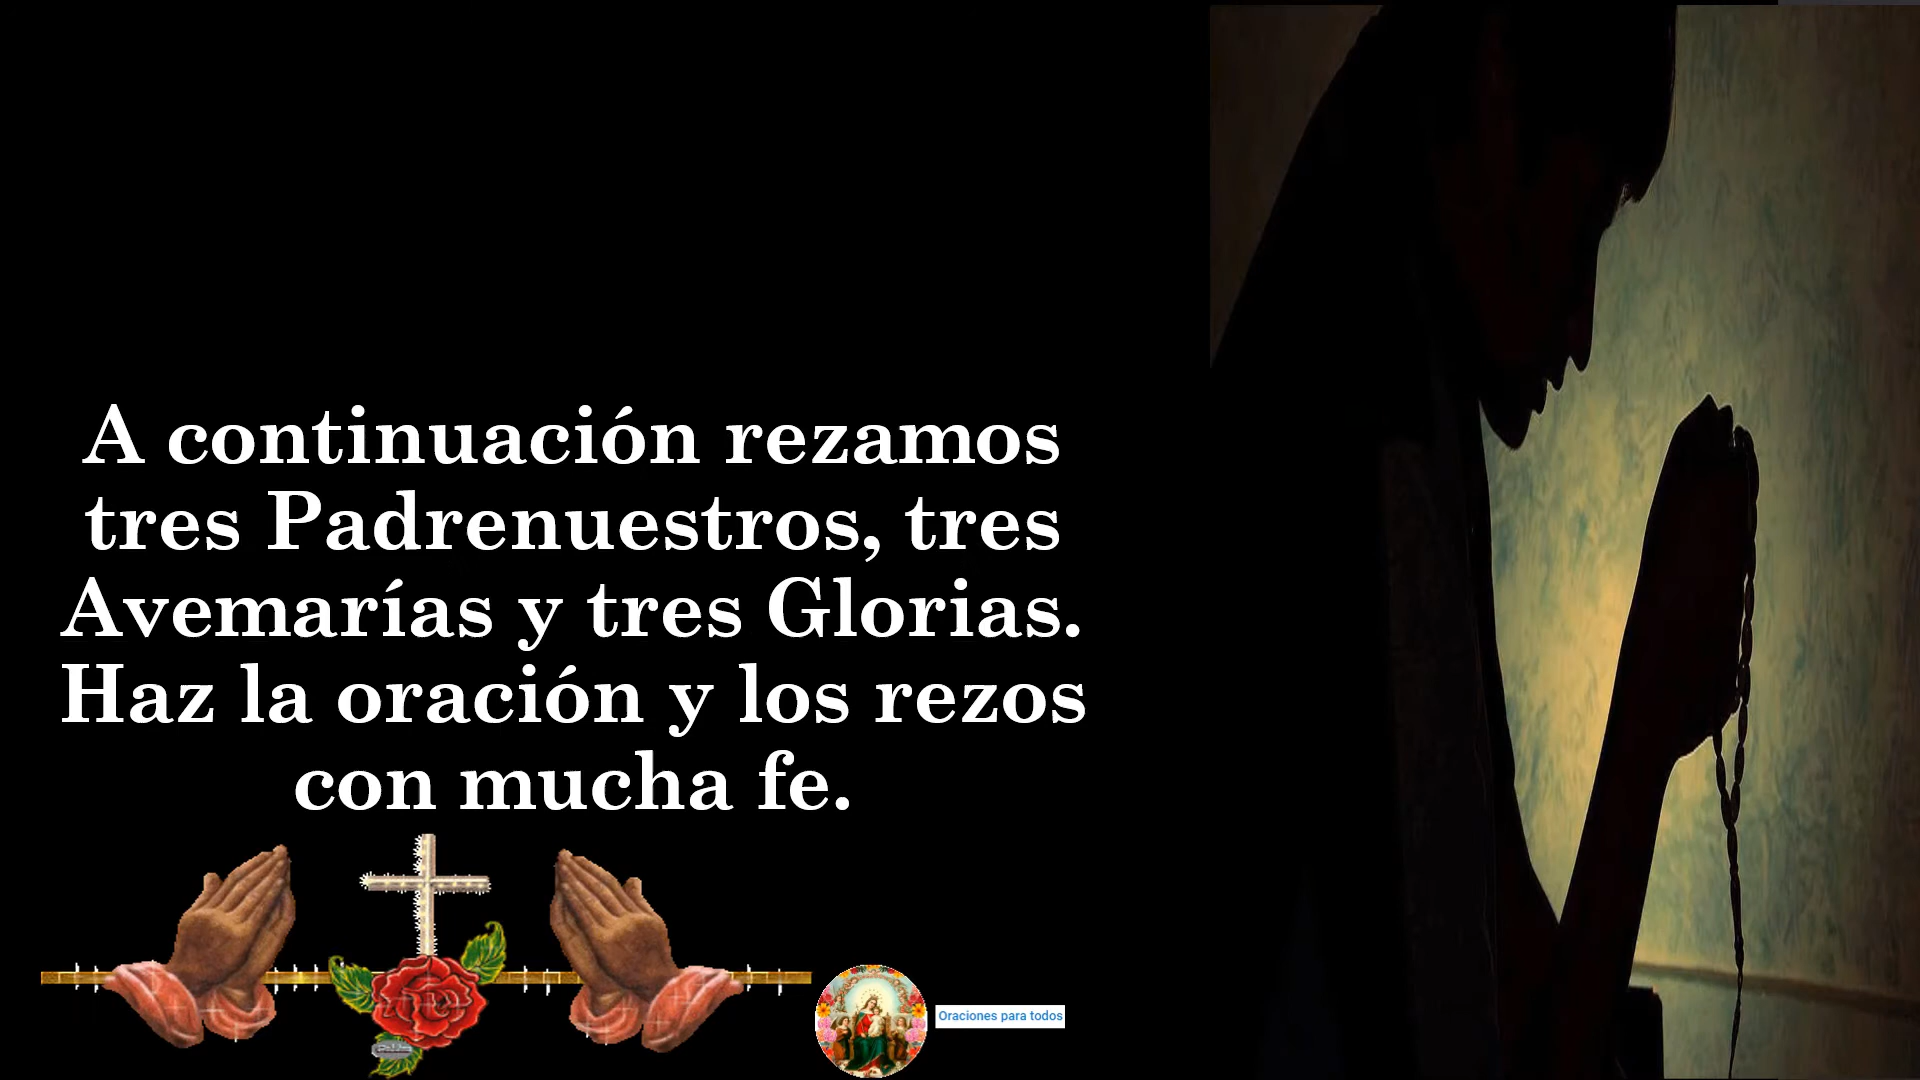 A continuación rezamos
tres Padrenuestros, tres
Avemarías y tres Glorias.
Haz la oración y los rezos
con mucha fe.
Oraciones para todos